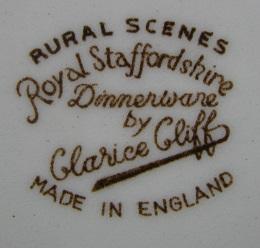 RURAL SCENES
Royal Staffordshire
Dinnerware
by
Clarice Cliff
MADE IN ENGLAND